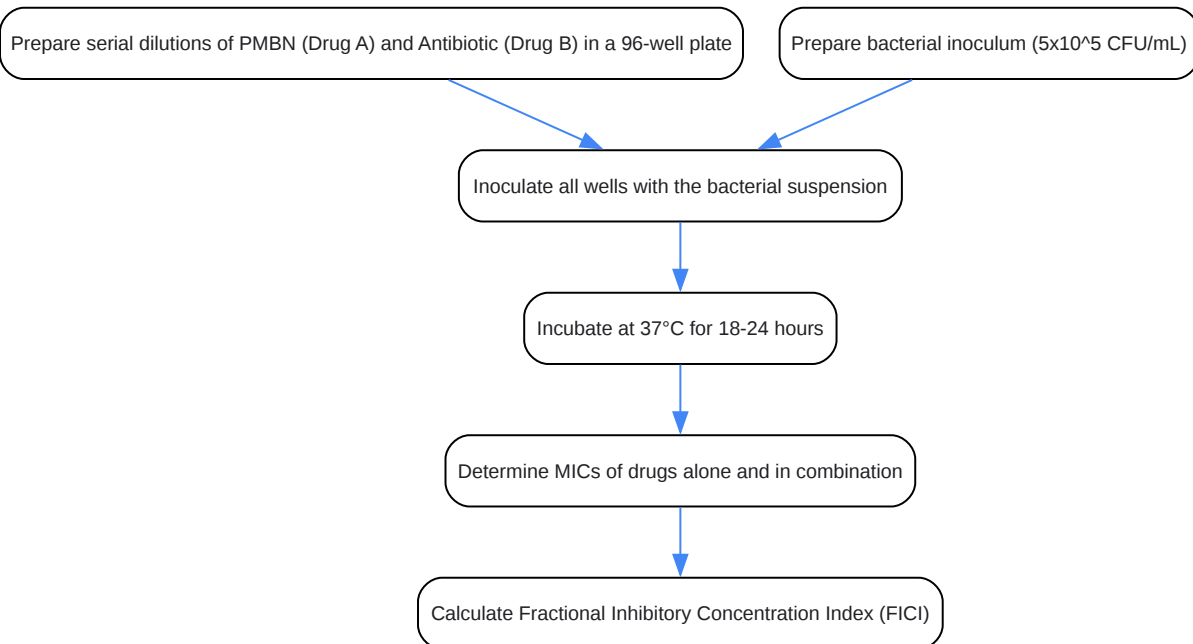 Prepare serial dilutions of PMBN (Drug A) and Antibiotic (Drug B) in a 96-well plate
Prepare bacterial inoculum (5x10^5 CFU/mL)
Inoculate all wells with the bacterial suspension
Incubate at 37°C for 18-24 hours
Determine MICs of drugs alone and in combination
Calculate Fractional Inhibitory Concentration Index (FICI)